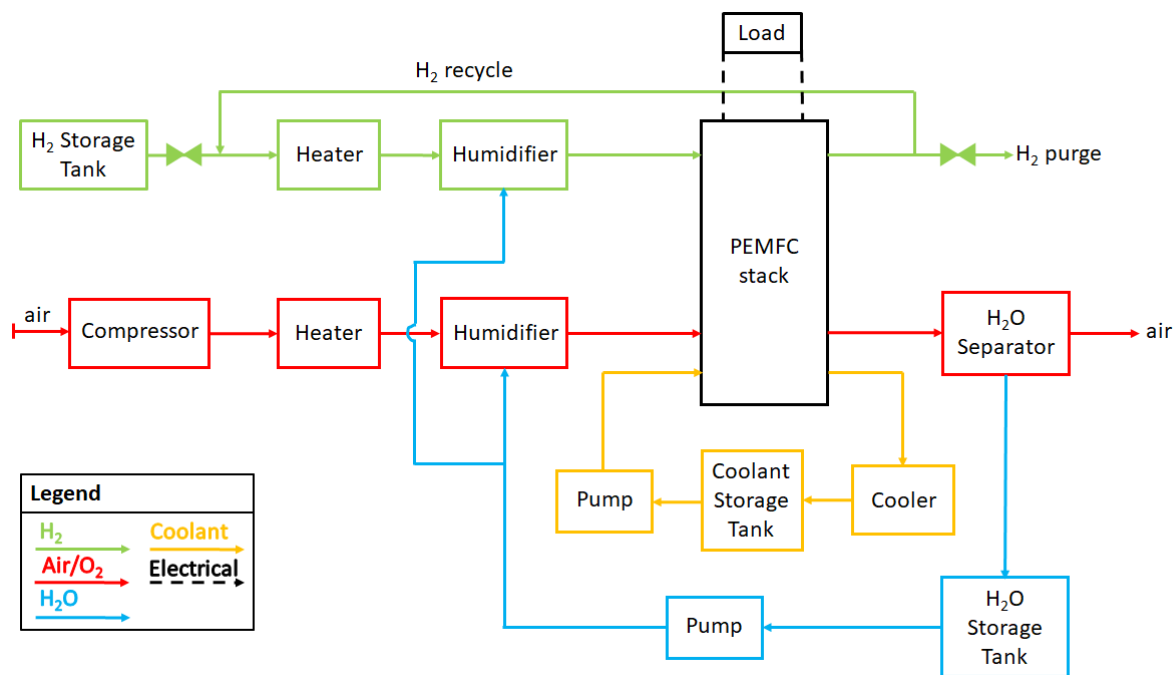 Load
H₂ recycle
H₂ Storage
Tank
Heater
Humidifier
H₂ purge
PEMFC
stack
air
Compressor
Heater
Humidifier
H₂O
Separator
air
Pump
Coolant
Storage
Tank
Cooler
Legend
H₂
Coolant
Air/O₂
Electrical
H₂O
Pump
H₂O
Storage
Tank